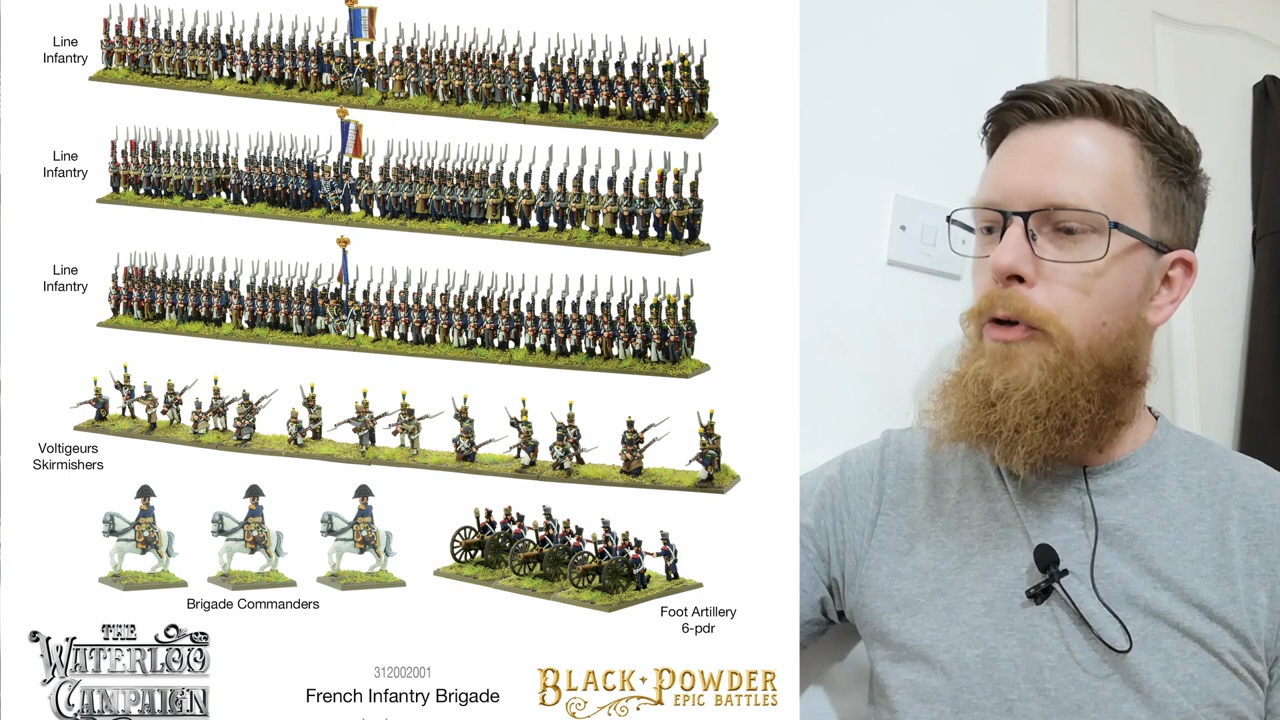 Line
Infantry
Line
Infantry
Line
Infantry
Voltigeurs
Skirmishers
Brigade Commanders
Foot Artillery
6-pdr
THE
WATERLOO
CAMPAIGN
312002001
French Infantry Brigade
BLACK POWDER
EPIC BATTLES